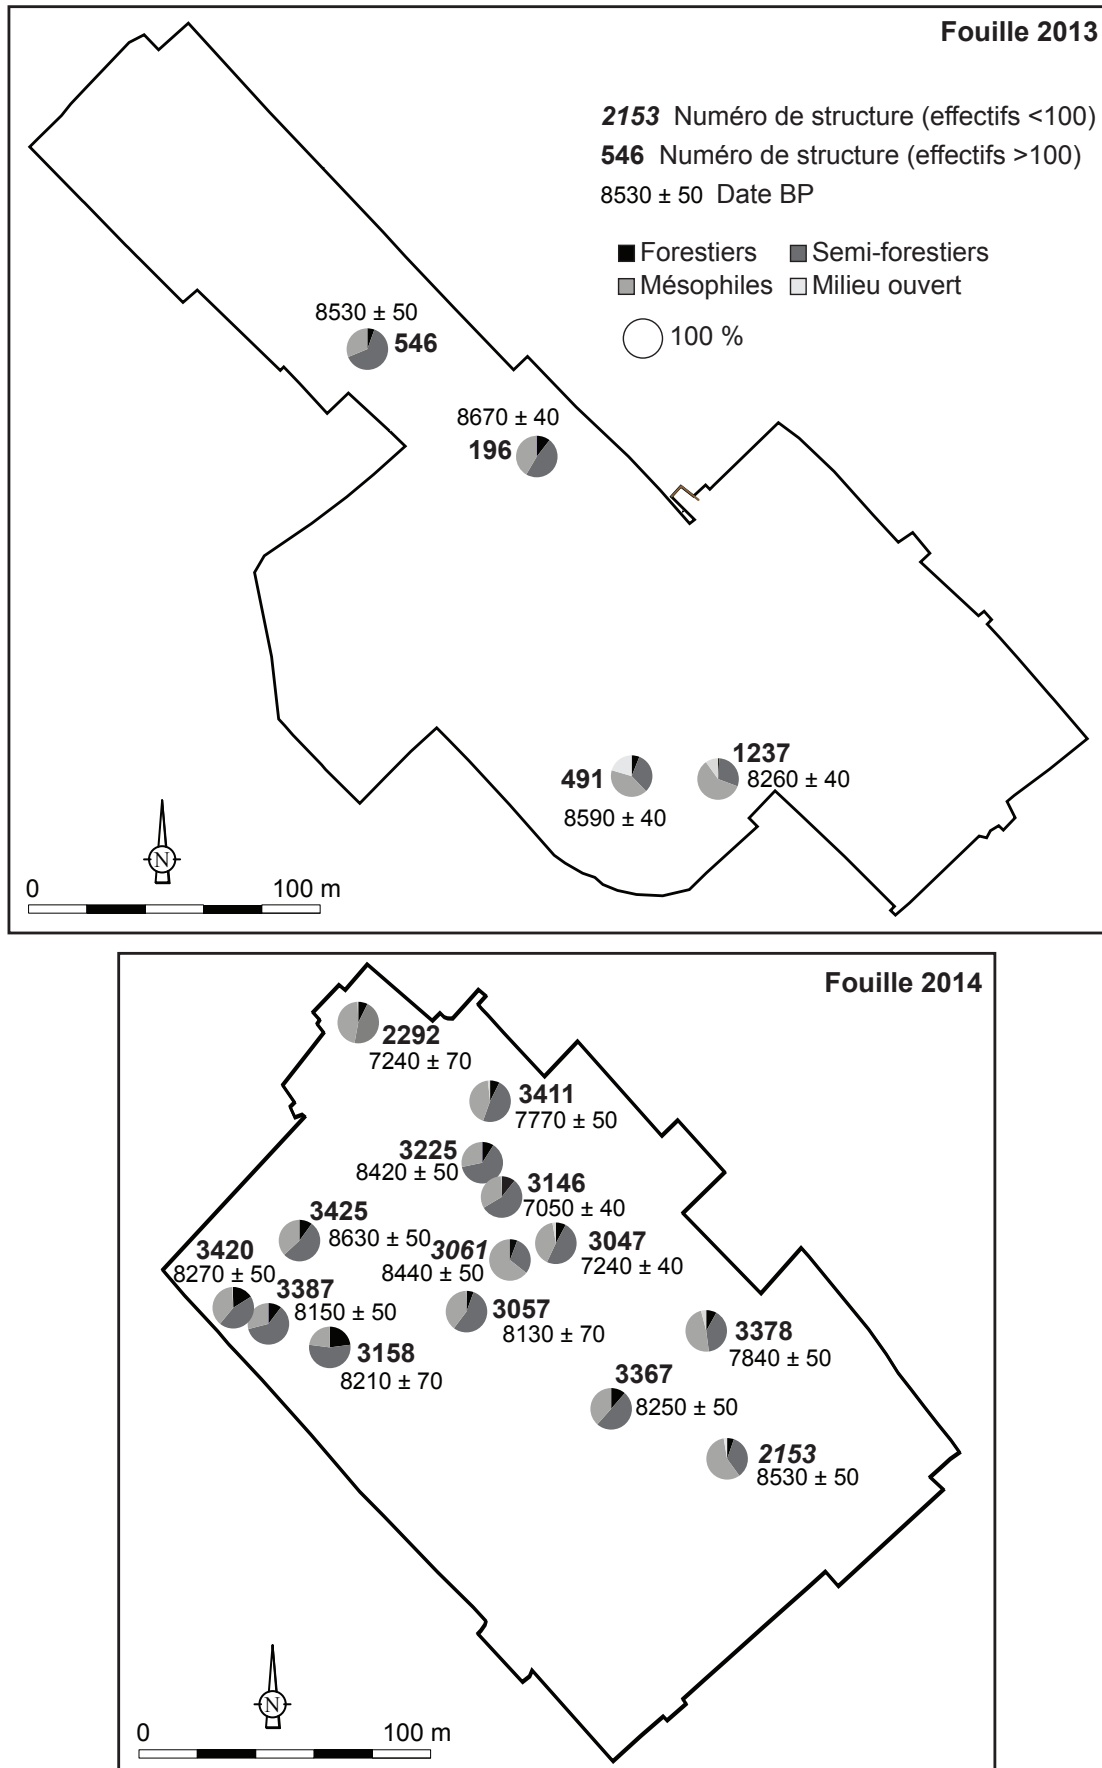 Fouille 2013
2153 Numéro de structure (effectifs <100)
546 Numéro de structure (effectifs >100)
8530 ± 50 Date BP
Forestiers Semi-forestiers
Mésophiles Milieu ouvert
100 %
8530 ± 50
546
8670 ± 40
196
1237
491
8260 ± 40
8590 ± 40
N
0 100 m
Fouille 2014
2292
7240 ± 70
3411
7770 ± 50
3225
8420 ± 50
3146
7050 ± 40
3425
8630 ± 50
3061
8440 ± 50
3047
7240 ± 40
3420
8270 ± 50
3387
8150 ± 50
3057
8130 ± 70
3158
8210 ± 70
3378
7840 ± 50
3367
8250 ± 50
2153
8530 ± 50
N
0 100 m